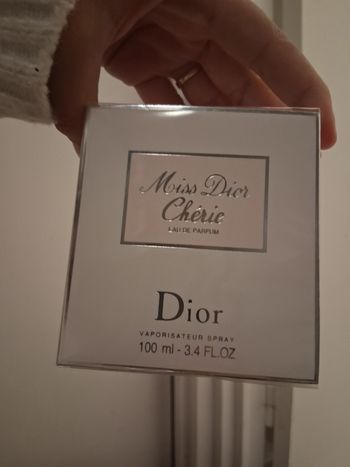 Miss Dior
Chérie
EAU DE PARFUM
Dior
VAPORISATEUR SPRAY
100 ml - 3.4 FL.OZ